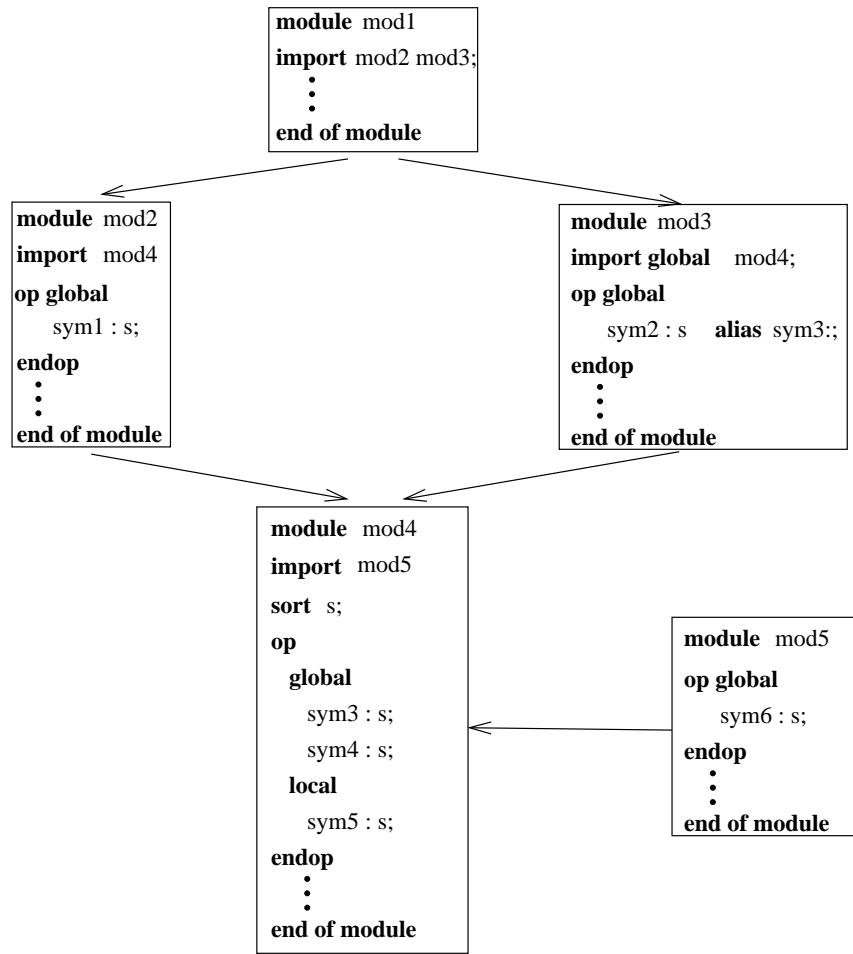 module mod1
import mod2 mod3;
end of module
module mod2
import mod4
op global
sym1 : s;
endop
end of module
module mod3
import global mod4;
op global
sym2 : s alias sym3:;
endop
end of module
module mod4
import mod5
sort s;
op
global
sym3 : s;
sym4 : s;
local
sym5 : s;
endop
end of module
module mod5
op global
sym6 : s;
endop
end of module